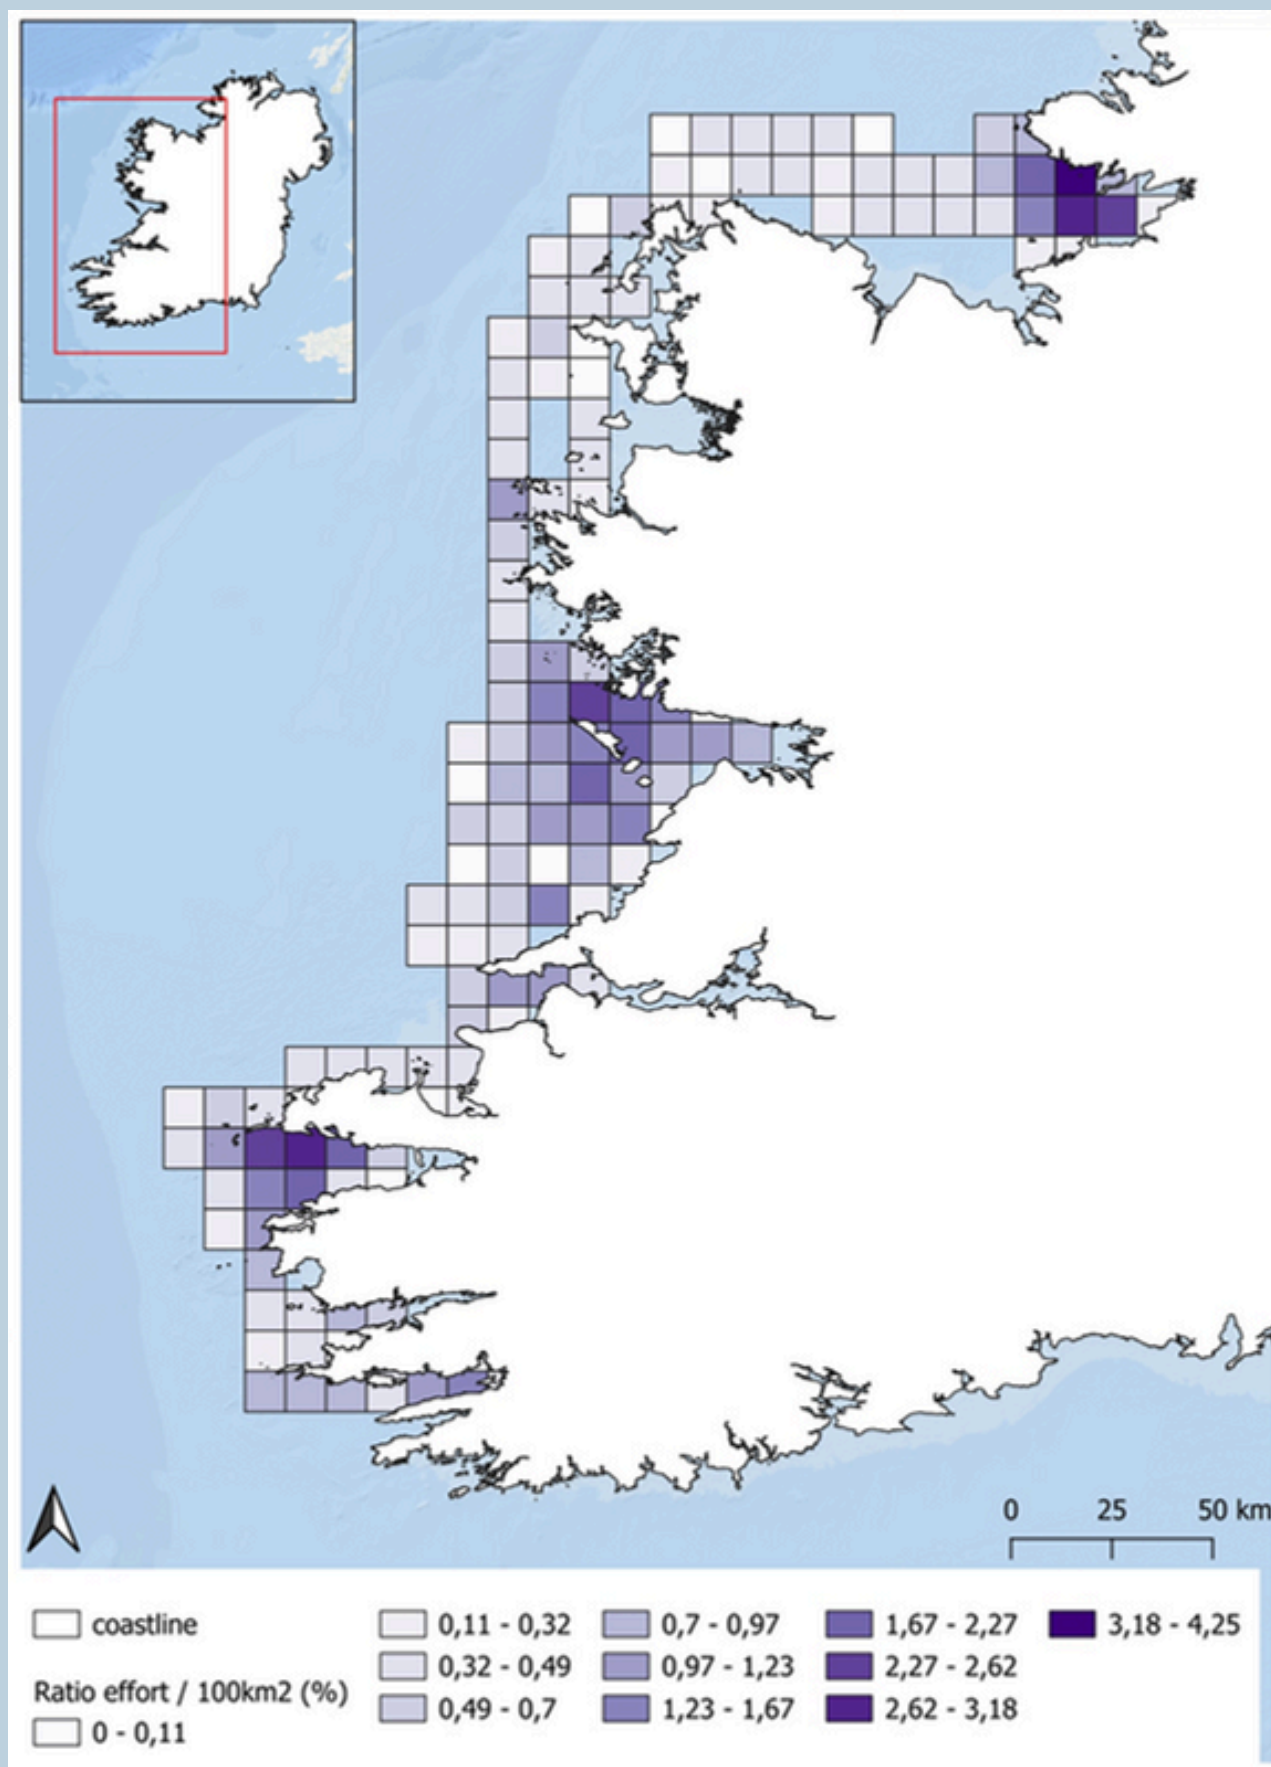 0 25 50 km
coastline
Ratio effort / 100km2 (%)
0 - 0,11
0,11 - 0,32
0,32 - 0,49
0,49 - 0,7
0,7 - 0,97
0,97 - 1,23
1,23 - 1,67
1,67 - 2,27
2,27 - 2,62
2,62 - 3,18
3,18 - 4,25